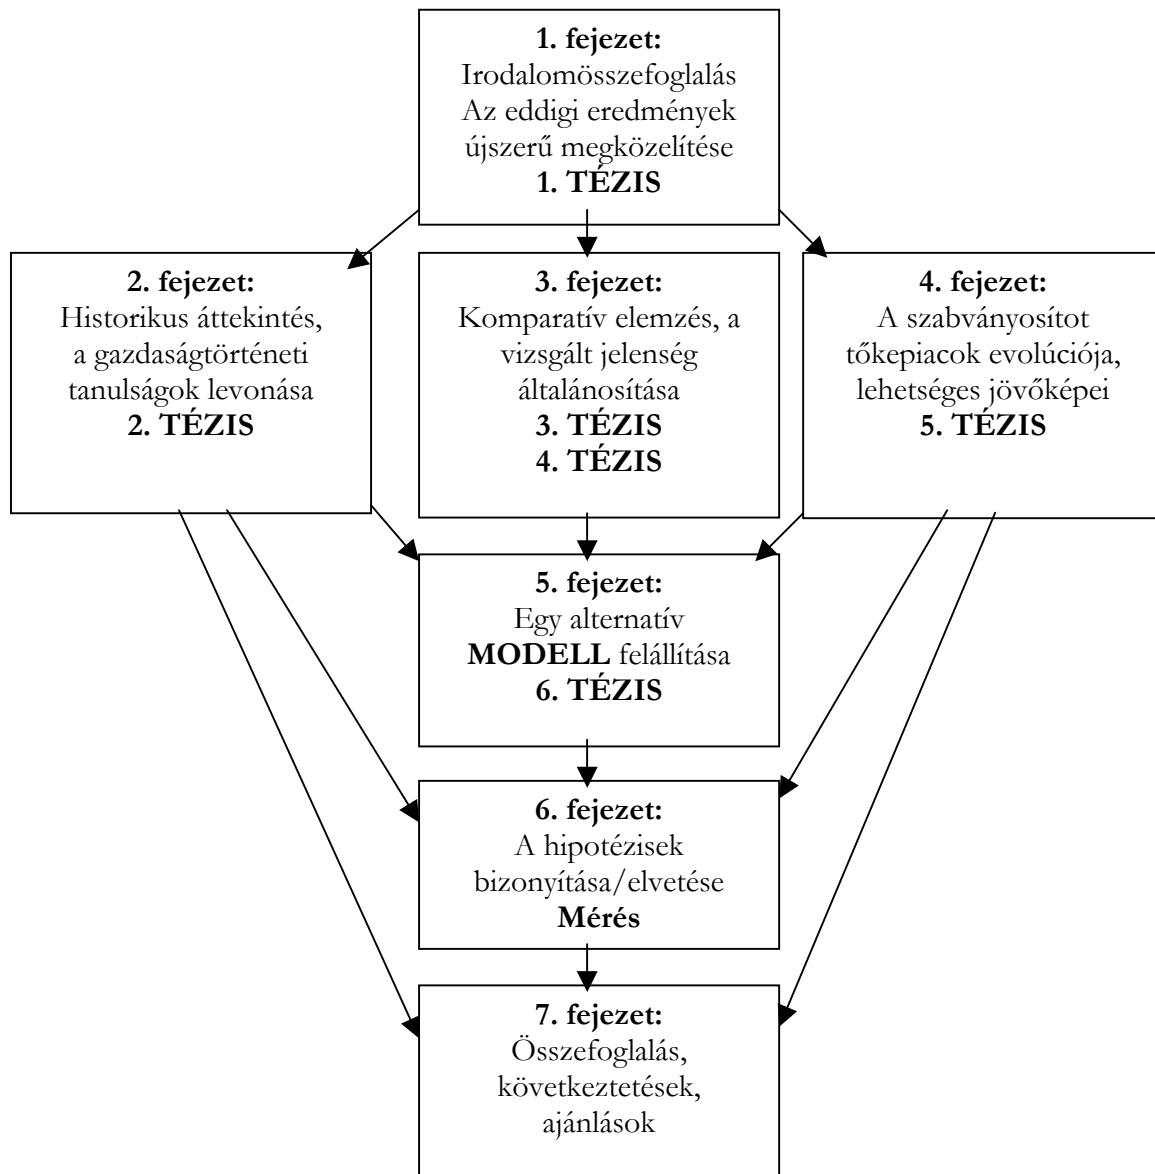 1. fejezet:
Irodalomösszefoglalás
Az eddigi eredmények
újszerű megközelítése
1. TÉZIS
2. fejezet:
Historikus áttekintés,
a gazdaságtörténeti
tanulságok levonása
2. TÉZIS
3. fejezet:
Komparatív elemzés, a
vizsgált jelenség
általánosítása
3. TÉZIS
4. TÉZIS
4. fejezet:
A szabványosítot
tőkepiacok evolúciója,
lehetséges jövőképei
5. TÉZIS
5. fejezet:
Egy alternatív
MODELL felállítása
6. TÉZIS
6. fejezet:
A hipotézisek
bizonyítása/elvetése
Mérés
7. fejezet:
Összefoglalás,
következtetések,
ajánlások